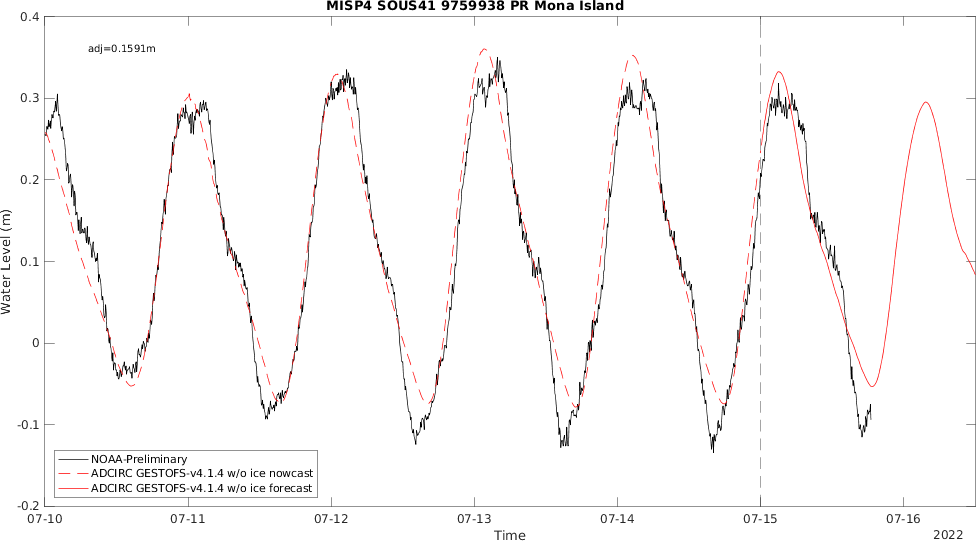 MISP4 SOUS41 9759938 PR Mona Island
adj=0.1591m
0.4
0.3
0.2
0.1
0
-0.1
-0.2
Water Level (m)
NOAA-Preliminary
ADCIRC GESTOFS-v4.1.4 w/o ice nowcast
ADCIRC GESTOFS-v4.1.4 w/o ice forecast
07-10 07-11 07-12 07-13 07-14 07-15 07-16
Time
2022